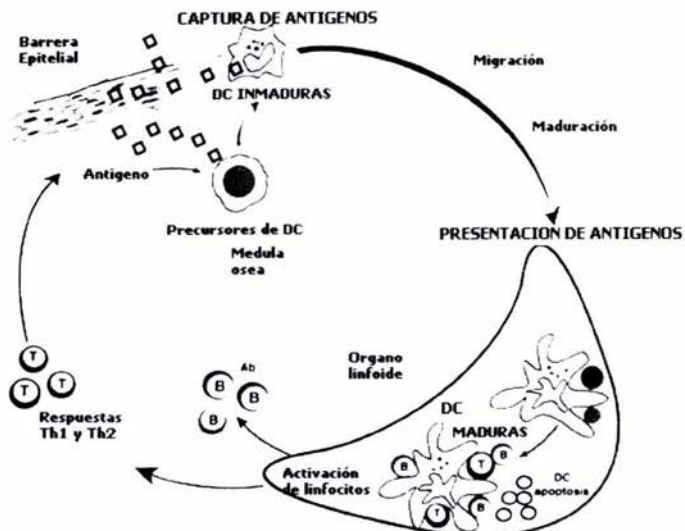 CAPTURA DE ANTIGENOS
Barrera
Epitelial
DC INMADURAS
Migración
Maduración
Antígeno
Precursores de DC
Medula
osea
PRESENTACION DE ANTIGENOS
T
T
T
Respuestas
Th1 y Th2
Ab
B
B
B
Organo
linfoide
DC
MADURAS
B
T
B
B
T
Activación
de linfocitos
DC
apoptosis